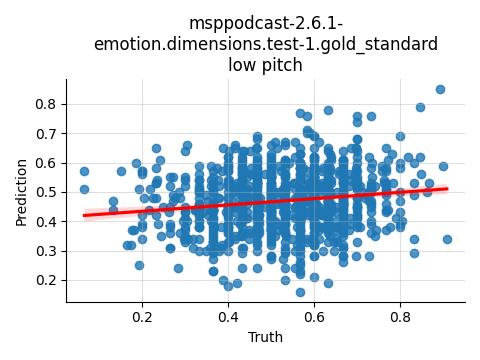 msppodcast-2.6.1-
emotion.dimensions.test-1.gold_standard
low pitch
0.8
0.7
0.6
0.5
0.4
0.3
0.2
Prediction
0.2 0.4 0.6 0.8
Truth